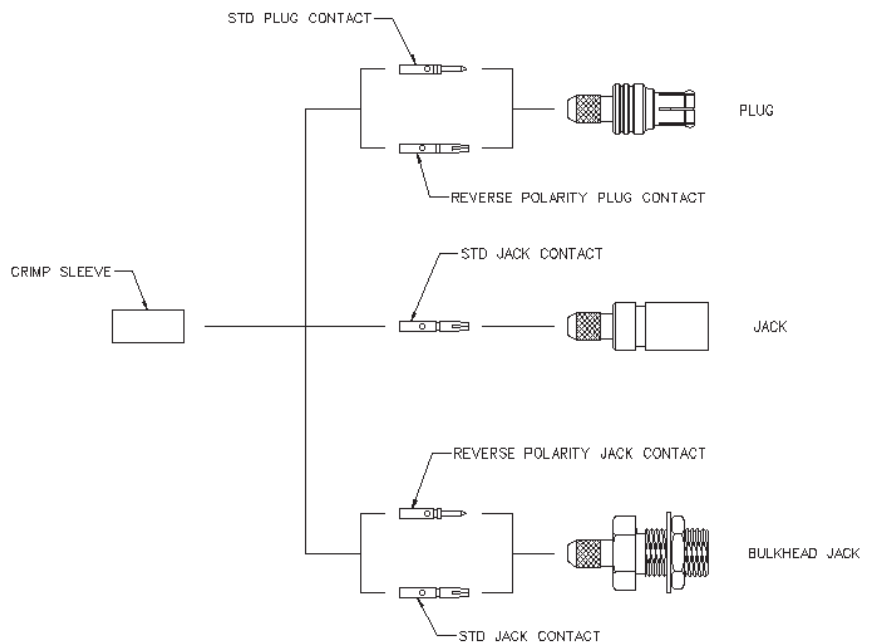 STD PLUG CONTACT
PLUG
REVERSE POLARITY PLUG CONTACT
STD JACK CONTACT
CRIMP SLEEVE
JACK
REVERSE POLARITY JACK CONTACT
BULKHEAD JACK
STD JACK CONTACT